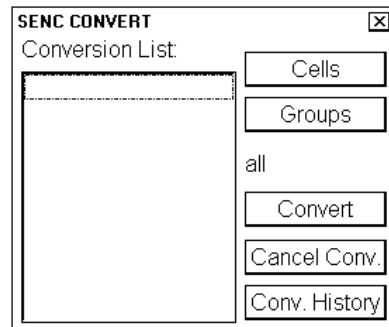 SENC CONVERT
Conversion List:
Cells
Groups
all
Convert
Cancel Conv.
Conv. History